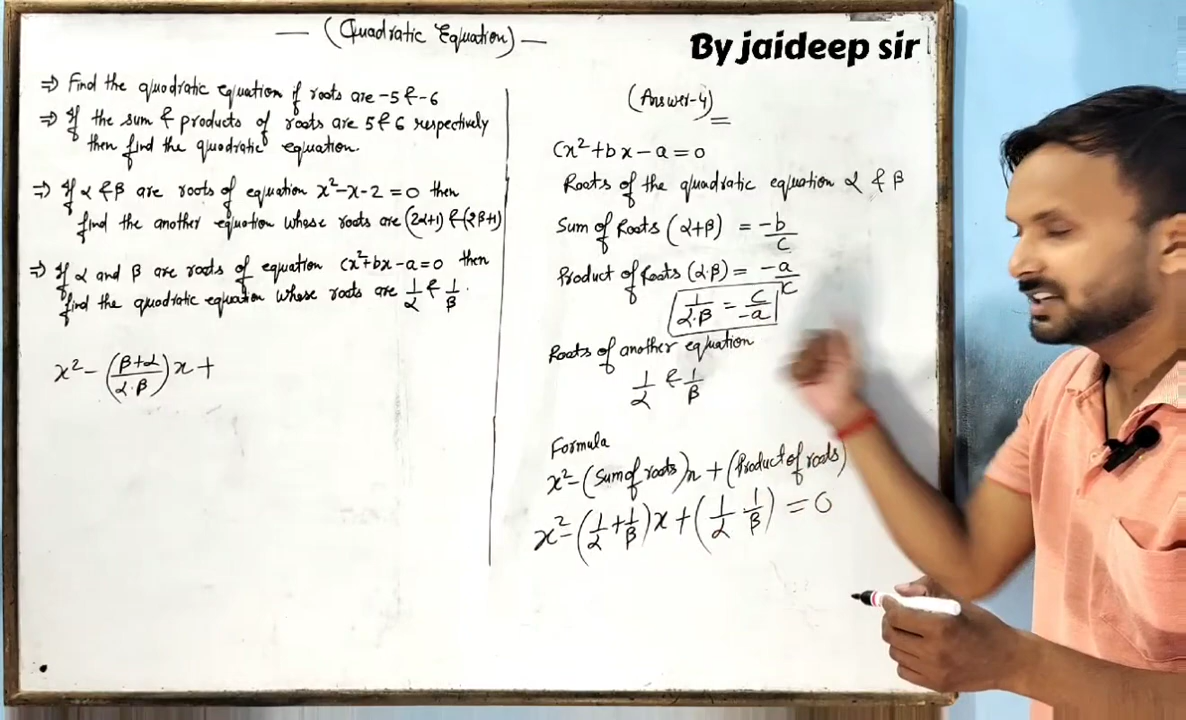 — (Quadratic Equation) —
By jaideep sir
⇒ Find the quadratic equation if roots are -5 & -6
⇒ If the sum & products of roots are 5 & 6 respectively
then find the quadratic equation.
⇒ If α & β are roots of equation x²-x-2=0 then
find the another equation whose roots are (2α+1) & (2β+1)
⇒ If α and β are roots of equation cx²+bx-a=0 then
find the quadratic equation whose roots are 1/α & 1/β.
x² - (β+α/α·β)x +
(Answer-4)
cx²+bx-a=0
Roots of the quadratic equation α & β
Sum of Roots (α+β) = -b/c
Product of Roots (α·β) = -a/c
1/α·β = c/-a
Roots of another equation
1/α & 1/β
Formula
x²-(Sum of roots)x + (Product of roots)
x²-(1/α+1/β)x+(1/α·1/β)=0